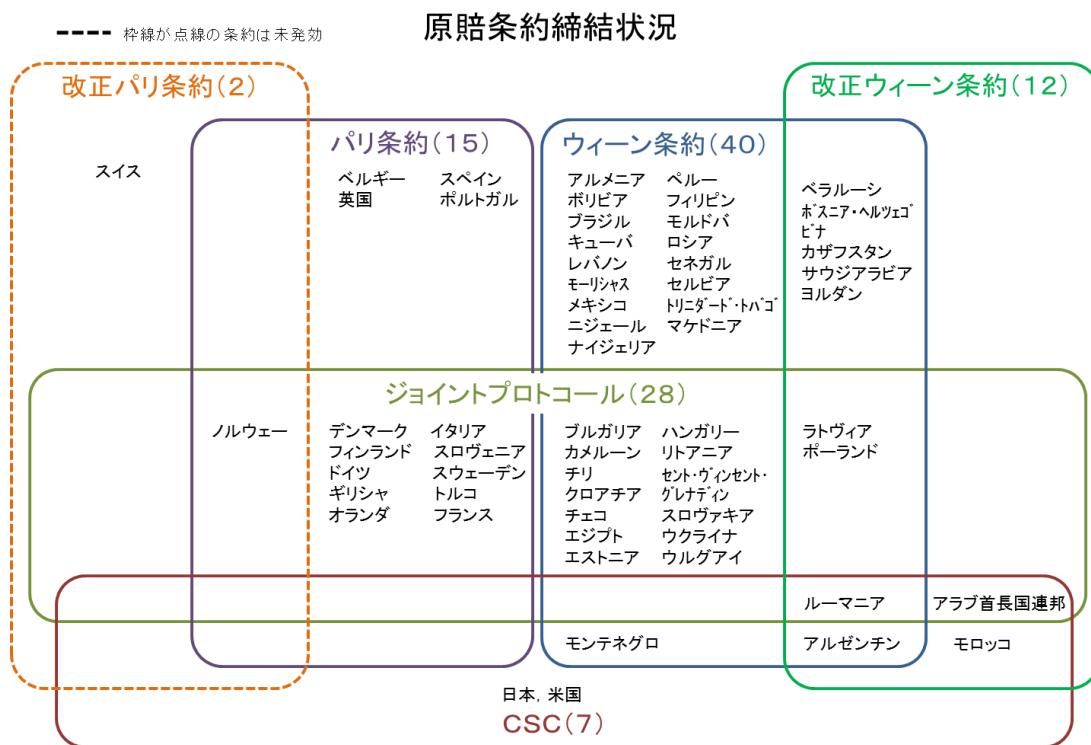 原賠条約締結状況
枠線が点線の条約は未発効
改正パリ条約(2)
改正ウィーン条約(12)
パリ条約(15)
ウィーン条約(40)
スイス
ベルギー
英国
スペイン
ポルトガル
アルメニア
ボリビア
ブラジル
キューバ
レバノン
モーリシャス
メキシコ
ニジェール
ナイジェリア
ペルー
フィリピン
モルドバ
ロシア
セネガル
セルビア
トリニダード・トバゴ
マケドニア
ベラルーシ
ボスニア・ヘルツェゴ
ビナ
カザフスタン
サウジアラビア
ヨルダン
ジョイントプロトコール(28)
ノルウェー
デンマーク
フィンランド
ドイツ
ギリシャ
オランダ
イタリア
スロヴェニア
スウェーデン
トルコ
フランス
ブルガリア
カメルーン
チリ
クロアチア
チェコ
エジプト
エストニア
ハンガリー
リトアニア
セント・ヴィンセント・
グレナディン
スロヴァキア
ウクライナ
ウルグアイ
ラトヴィア
ポーランド
ルーマニア
アラブ首長国連邦
モンテネグロ
アルゼンチン
モロッコ
日本, 米国
CSC(7)